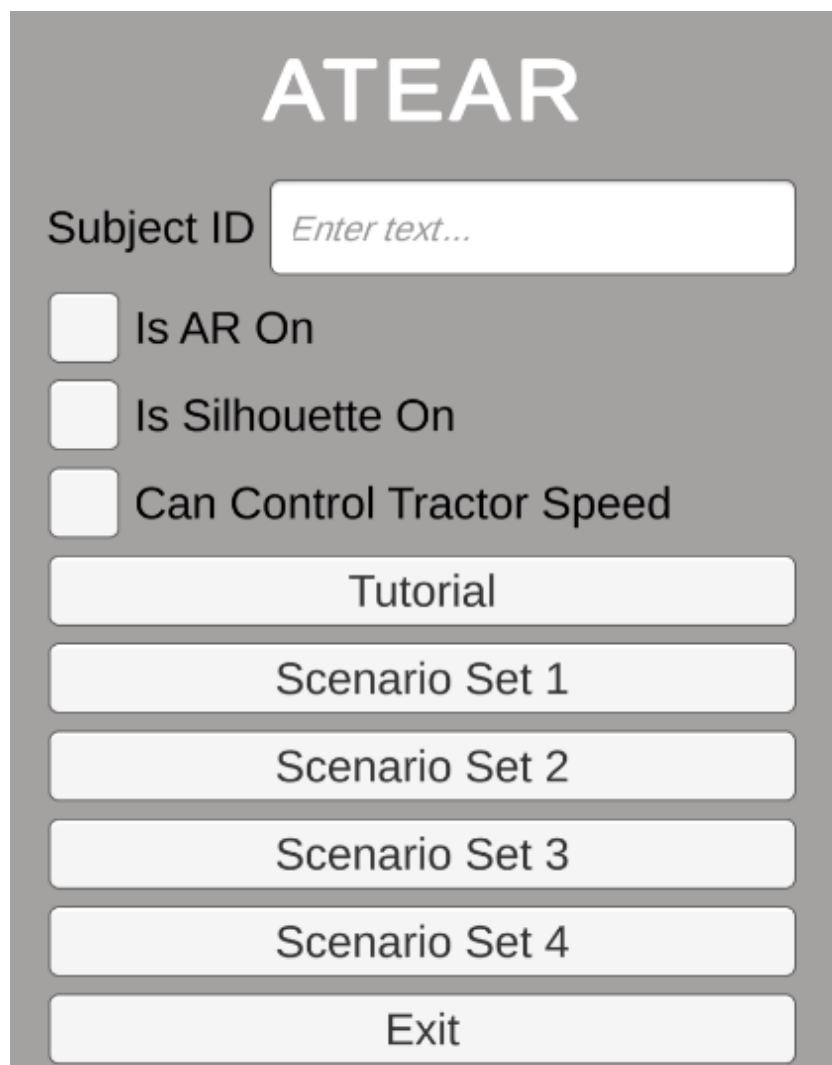 ATEAR
Subject ID Enter text...
Is AR On
Is Silhouette On
Can Control Tractor Speed
Tutorial
Scenario Set 1
Scenario Set 2
Scenario Set 3
Scenario Set 4
Exit